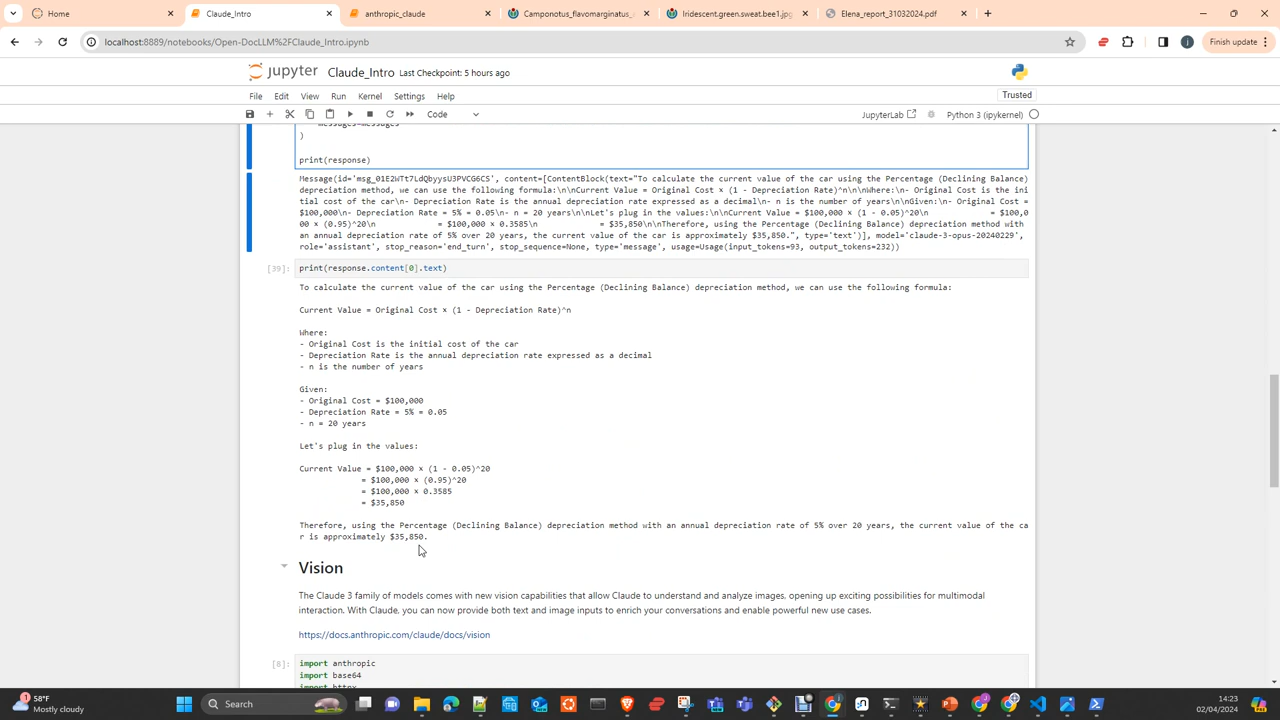 Home
Claude_Intro
anthropic_claude
Camponotus_flavomarginatus_
Iridescent.green.sweat.bee1.jpg
Elena_report_31032024.pdf
localhost:8889/notebooks/Open-DocLLM%2FClaude_Intro.ipynb
Finish update
jupyter Claude_Intro Last Checkpoint: 5 hours ago
File Edit View Run Kernel Settings Help
Trusted
Code
JupyterLab
Python 3 (ipykernel)
messages=messages
)
print(response)
Message(id='msg_01E2WTt7LdQbyysU3PVCG6CS', content=[ContentBlock(text="To calculate the current value of the car using the Percentage (Declining Balance)
depreciation method, we can use the following formula:\n\nCurrent Value = Original Cost × (1 - Depreciation Rate)^n\n\nWhere:\n- Original Cost is the ini
tial cost of the car\n- Depreciation Rate is the annual depreciation rate expressed as a decimal\n- n is the number of years\n\nGiven:\n- Original Cost =
$100,000\n- Depreciation Rate = 5% = 0.05\n- n = 20 years\n\nLet's plug in the values:\n\nCurrent Value = $100,000 × (1 - 0.05)^20\n = $100,0
00 × (0.95)^20\n = $100,000 × 0.3585\n = $35,850\n\nTherefore, using the Percentage (Declining Balance) depreciation method with
an annual depreciation rate of 5% over 20 years, the current value of the car is approximately $35,850.", type='text')], model='claude-3-opus-20240229',
role='assistant', stop_reason='end_turn', stop_sequence=None, type='message', usage=Usage(input_tokens=93, output_tokens=232))
[39]: print(response.content[0].text)
To calculate the current value of the car using the Percentage (Declining Balance) depreciation method, we can use the following formula:
Current Value = Original Cost × (1 - Depreciation Rate)^n
Where:
- Original Cost is the initial cost of the car
- Depreciation Rate is the annual depreciation rate expressed as a decimal
- n is the number of years
Given:
- Original Cost = $100,000
- Depreciation Rate = 5% = 0.05
- n = 20 years
Let's plug in the values:
Current Value = $100,000 × (1 - 0.05)^20
= $100,000 × (0.95)^20
= $100,000 × 0.3585
= $35,850
Therefore, using the Percentage (Declining Balance) depreciation method with an annual depreciation rate of 5% over 20 years, the current value of the ca
r is approximately $35,850.
Vision
The Claude 3 family of models comes with new vision capabilities that allow Claude to understand and analyze images, opening up exciting possibilities for multimodal
interaction. With Claude, you can now provide both text and image inputs to enrich your conversations and enable powerful new use cases.
https://docs.anthropic.com/claude/docs/vision
[8]: import anthropic
import base64
import httpx
58°F
Mostly cloudy
Search
14:23
02/04/2024